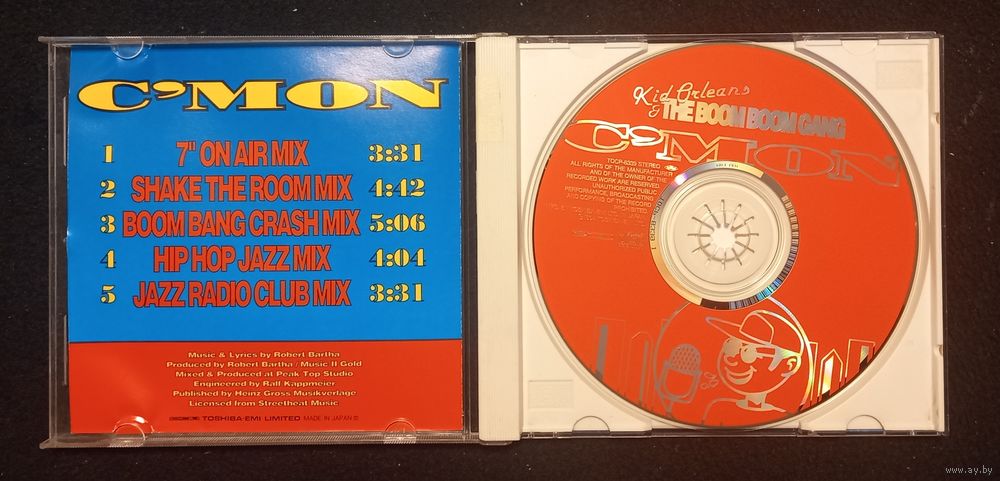 C'MON
1 7" ON AIR MIX 3:31
2 SHAKE THE ROOM MIX 4:42
3 BOOM BANG CRASH MIX 5:06
4 HIP HOP JAZZ MIX 4:04
5 JAZZ RADIO CLUB MIX 3:31
Music & Lyrics by Robert Bartha
Produced by Robert Bartha / Music II Gold
Mixed & Produced at Peak Top Studio
Engineered by Ralf Kappmeier
Published by Heinz Gross Musikverlage
Licensed from Streetheat Music
TOSHIBA-EMI LIMITED MADE IN JAPAN
Kid Orleans
& THE BOOM BOOM GANG
C'MON
TOCP-6339 STEREO
ALL RIGHTS OF THE MANUFACTURER
AND OF THE OWNER OF THE
RECORDED WORK ARE RESERVED.
UNAUTHORIZED PUBLIC
PERFORMANCE, BROADCASTING
AND COPYING OF THE RECORD
PROHIBITED.
www.ay.by